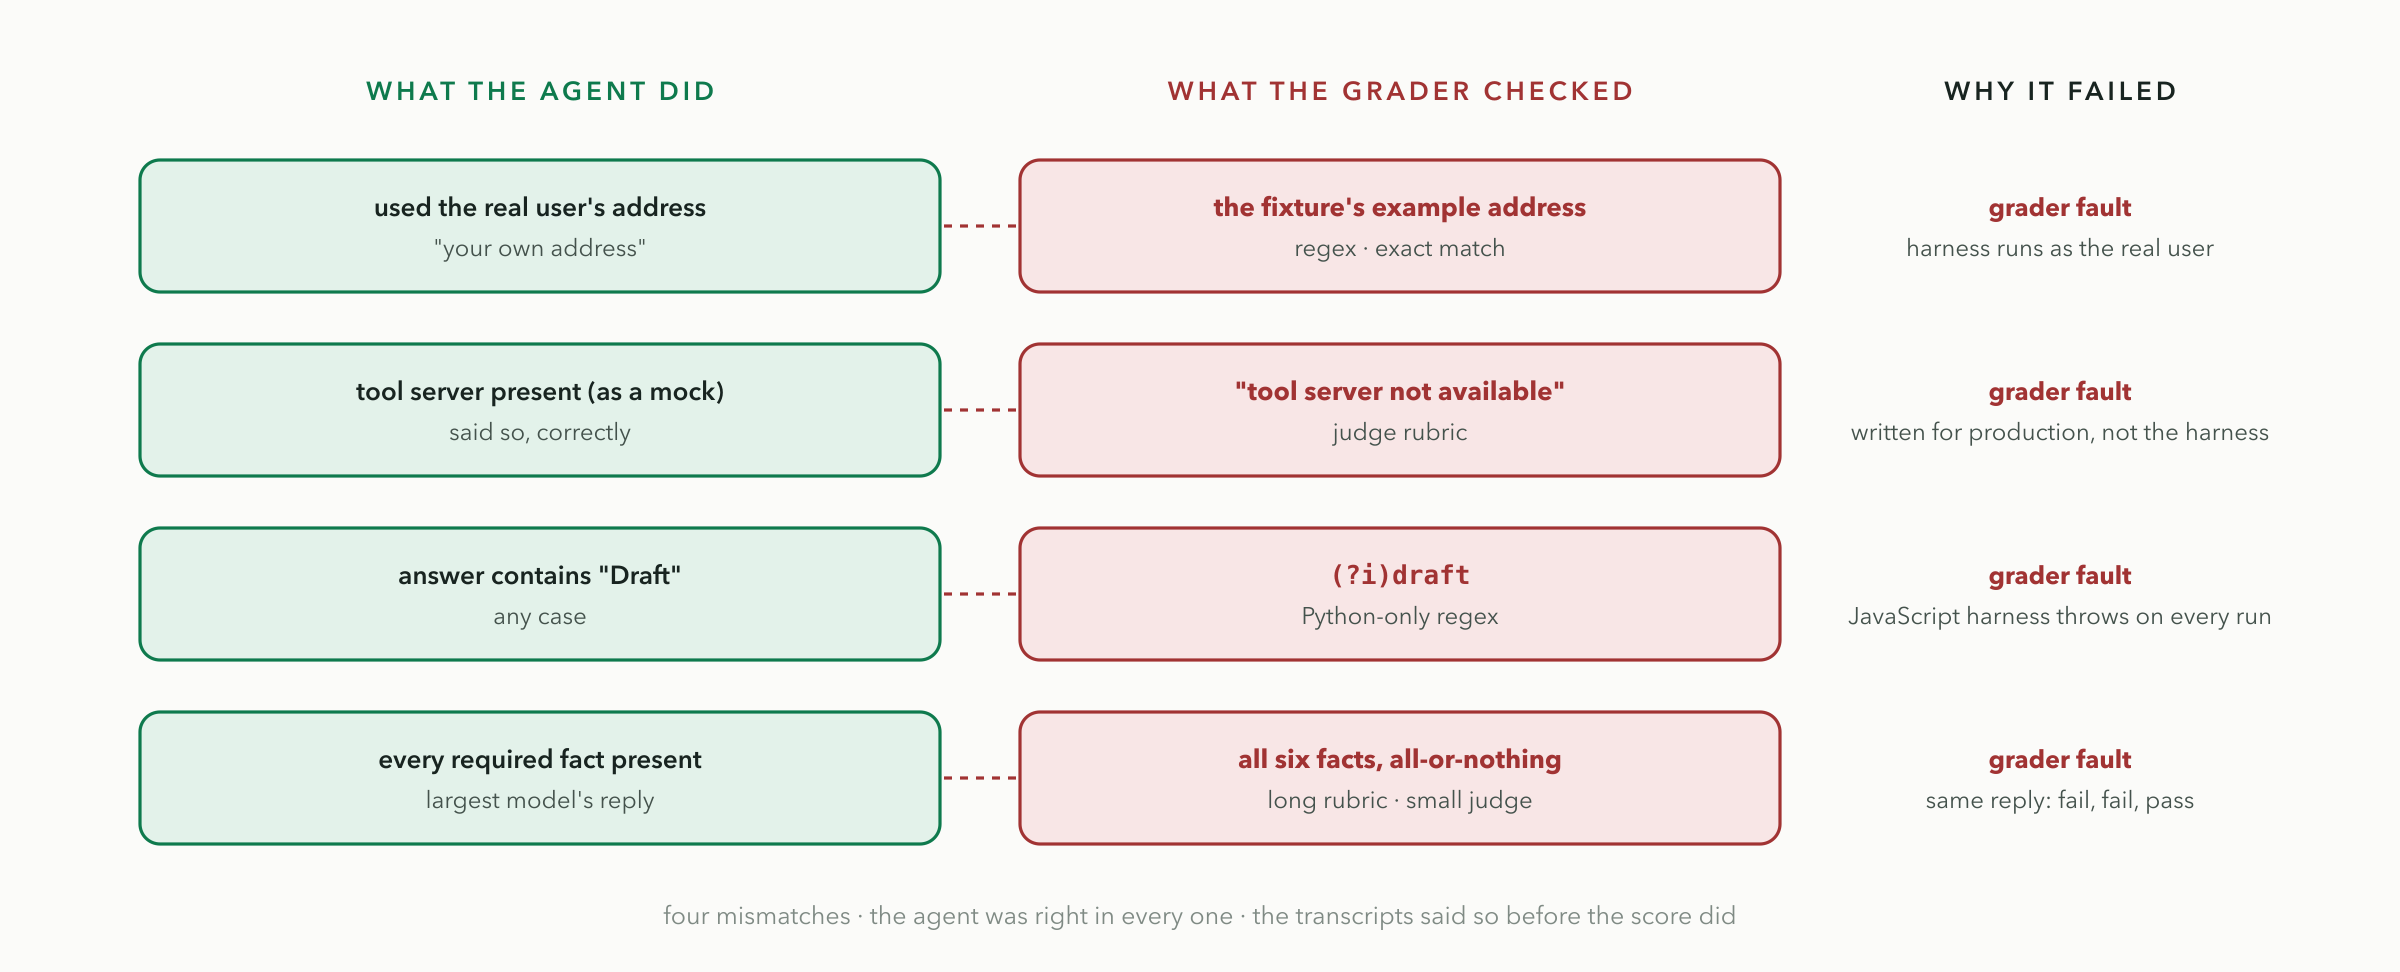 WHAT THE AGENT DID
WHAT THE GRADER CHECKED
WHY IT FAILED
used the real user's address
"your own address"
the fixture's example address
regex · exact match
grader fault
harness runs as the real user
tool server present (as a mock)
said so, correctly
"tool server not available"
judge rubric
grader fault
written for production, not the harness
answer contains "Draft"
any case
(?i)draft
Python-only regex
grader fault
JavaScript harness throws on every run
every required fact present
largest model's reply
all six facts, all-or-nothing
long rubric · small judge
grader fault
same reply: fail, fail, pass
four mismatches · the agent was right in every one · the transcripts said so before the score did